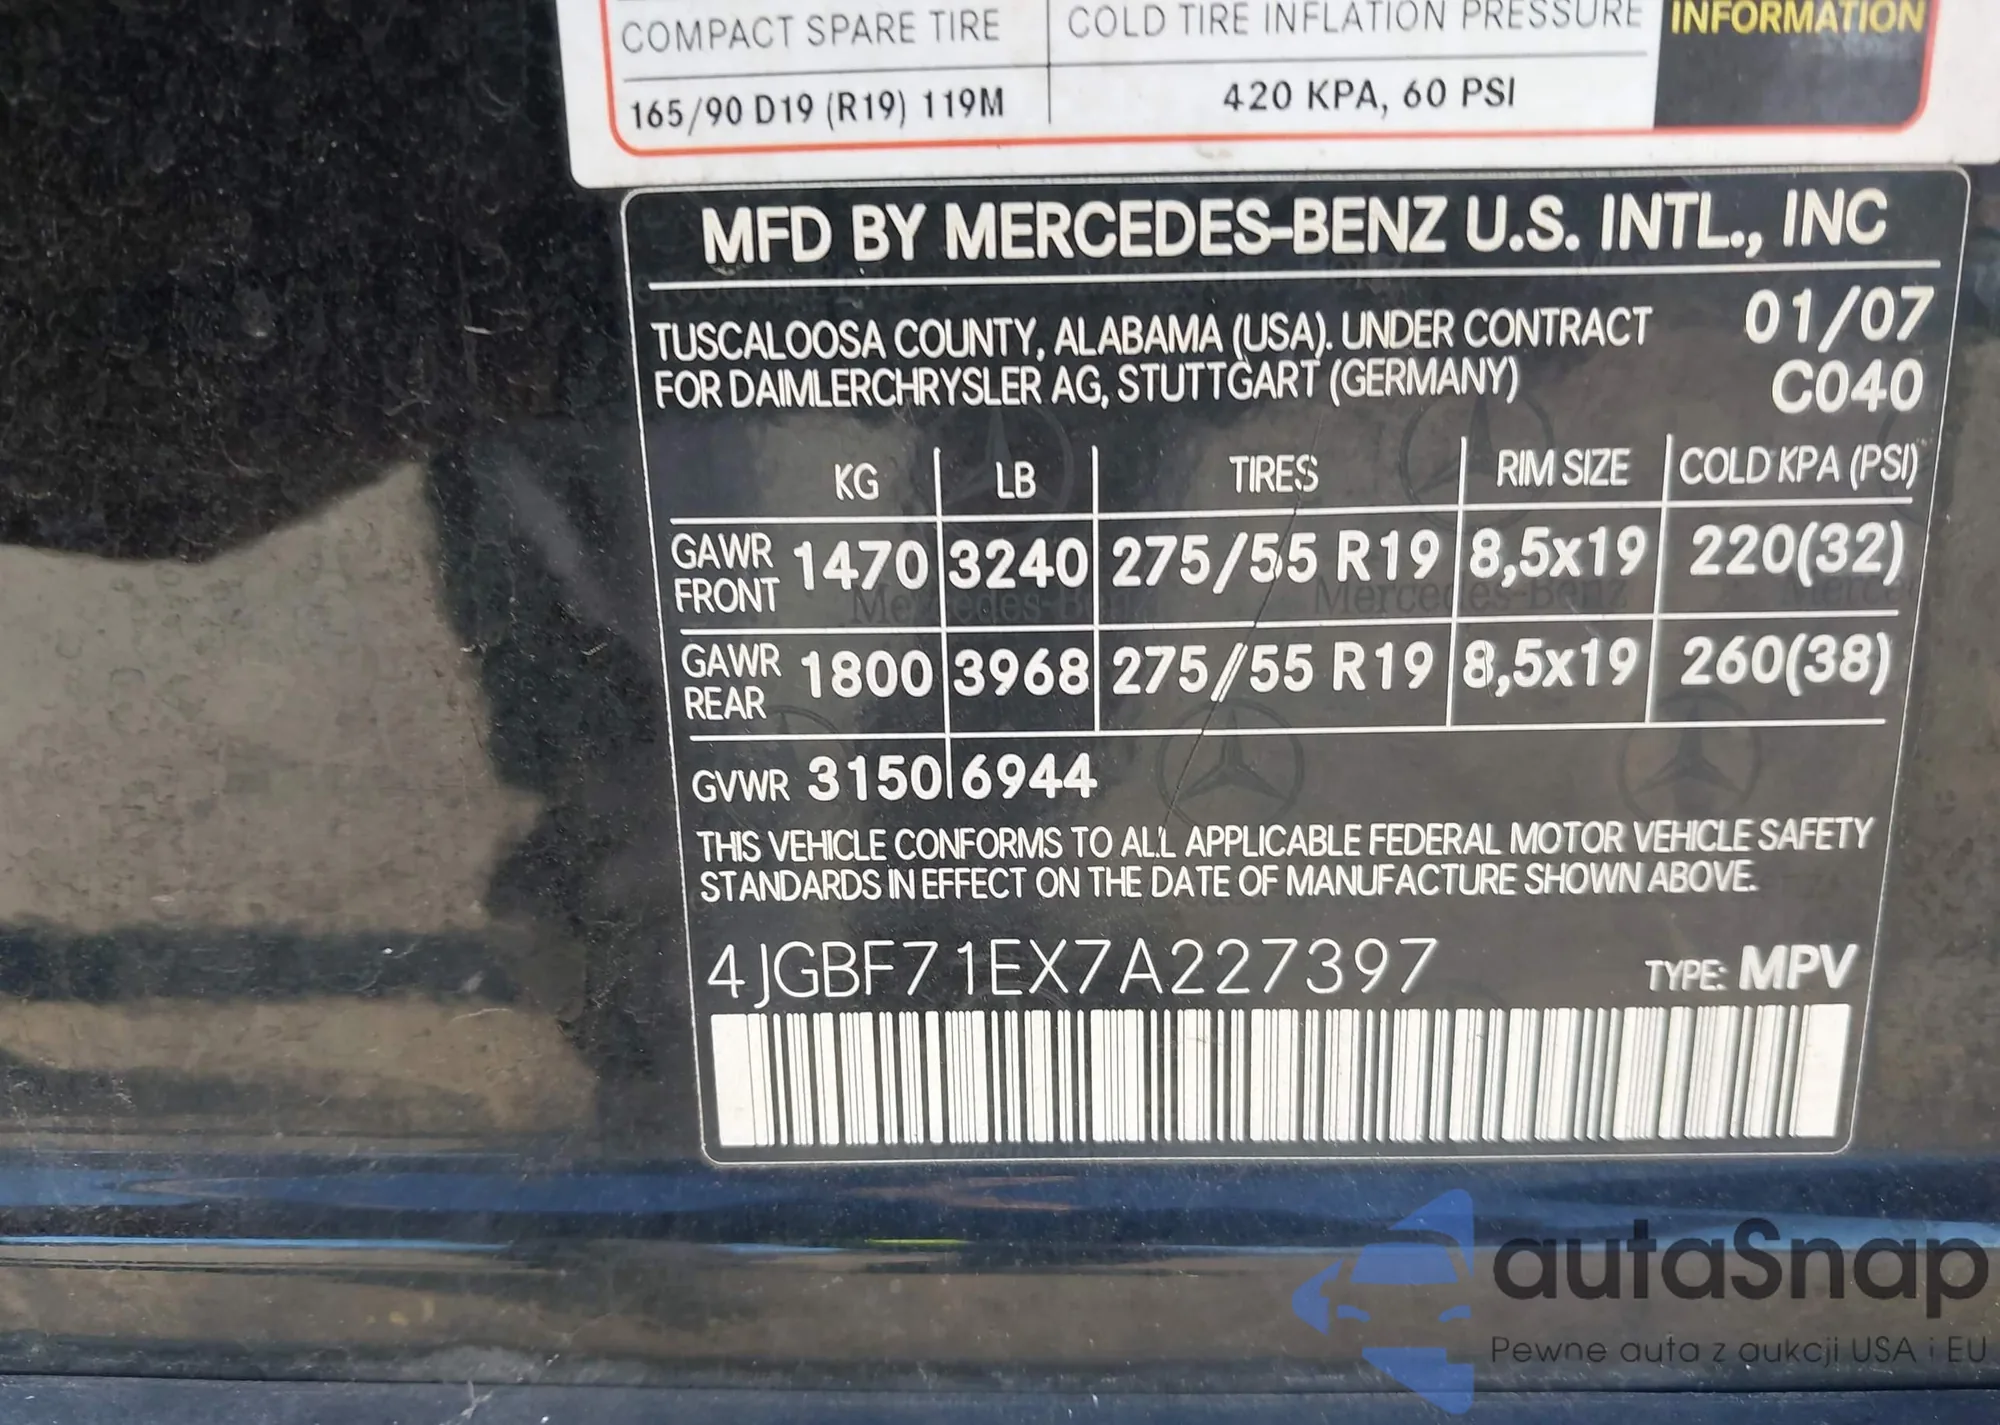 COMPACT SPARE TIRE COLD TIRE INFLATION PRESSURE INFORMATION
165/90 D19 (R19) 119M 420 KPA, 60 PSI
MFD BY MERCEDES-BENZ U.S. INTL., INC
TUSCALOOSA COUNTY, ALABAMA (USA). UNDER CONTRACT 01/07
FOR DAIMLERCHRYSLER AG, STUTTGART (GERMANY) C040
KG LB TIRES RIM SIZE COLD KPA (PSI)
GAWR FRONT 1470 3240 275/55 R19 8,5x19 220(32)
GAWR REAR 1800 3968 275/55 R19 8,5x19 260(38)
GVWR 3150 6944
THIS VEHICLE CONFORMS TO ALL APPLICABLE FEDERAL MOTOR VEHICLE SAFETY
STANDARDS IN EFFECT ON THE DATE OF MANUFACTURE SHOWN ABOVE.
4JGBF71EX7A227397 TYPE: MPV
autaSnap
Pewne auta z aukcji USA i EU